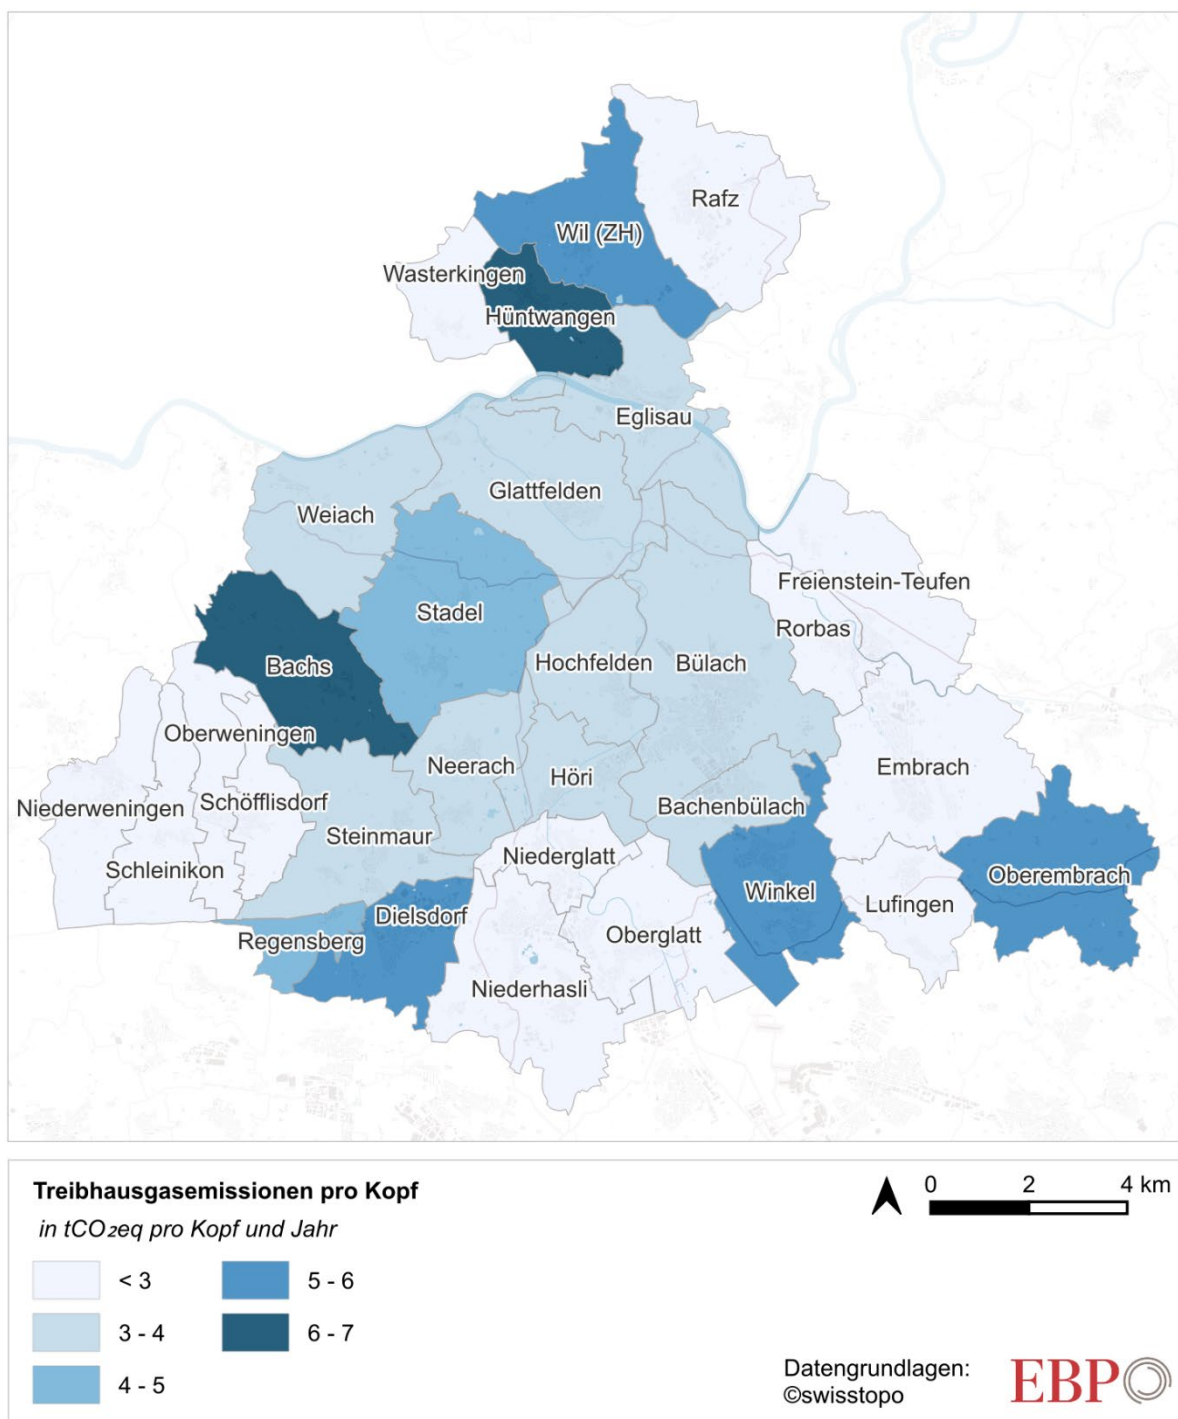 Rafz
Wil (ZH)
Wasterkingen
Hüntwangen
Eglisau
Glattfelden
Weiach
Freienstein-Teufen
Stadel
Rorbas
Hochfelden
Bülach
Bachs
Oberweningen
Neerach
Höri
Embrach
Niederweningen
Schöfflisdorf
Bachenbülach
Steinmaur
Niederglatt
Schleinikon
Winkel
Oberembrach
Lufingen
Dielsdorf
Regensberg
Oberglatt
Niederhasli
Treibhausgasemissionen pro Kopf
in tCO₂eq pro Kopf und Jahr
< 3
3 - 4
4 - 5
5 - 6
6 - 7
0 2 4 km
Datengrundlagen:
©swisstopo
EBP